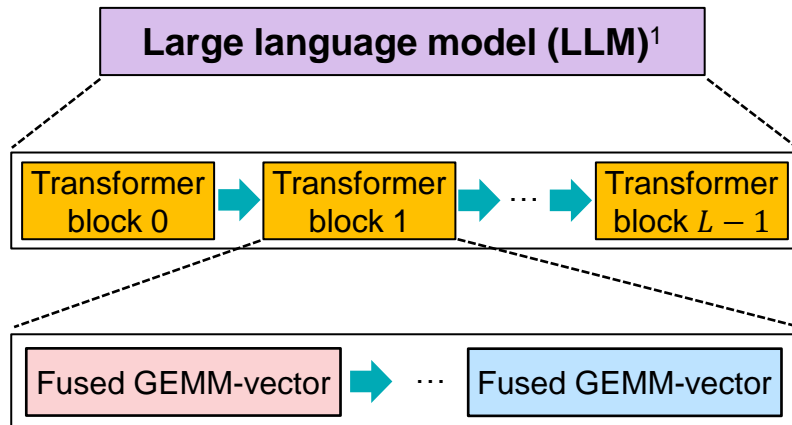 Large language model (LLM)¹
Transformer block 0
Transformer block 1
⋯
Transformer block L − 1
Fused GEMM-vector
⋯
Fused GEMM-vector